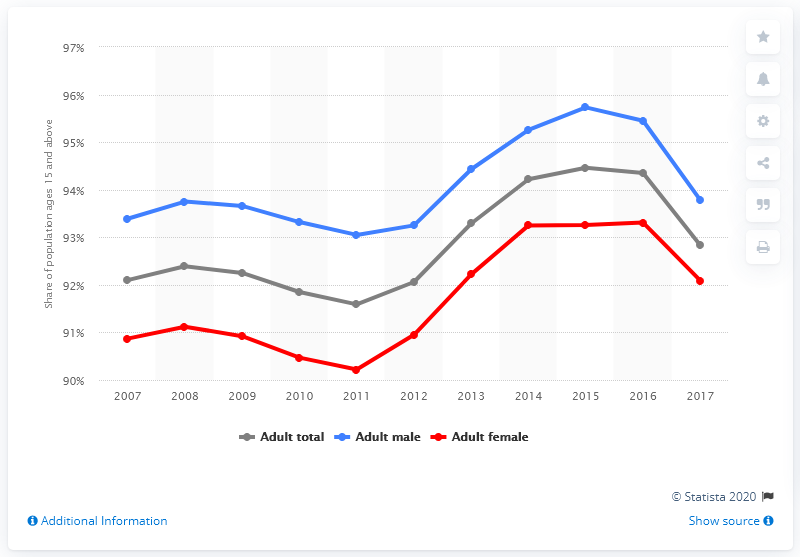 97%
96%
95%
94%
93%
92%
91%
90%
Share of population ages 15 and above
2007 2008 2009 2010 2011 2012 2013 2014 2015 2016 2017
Adult total Adult male Adult female
© Statista 2020
Additional Information Show source